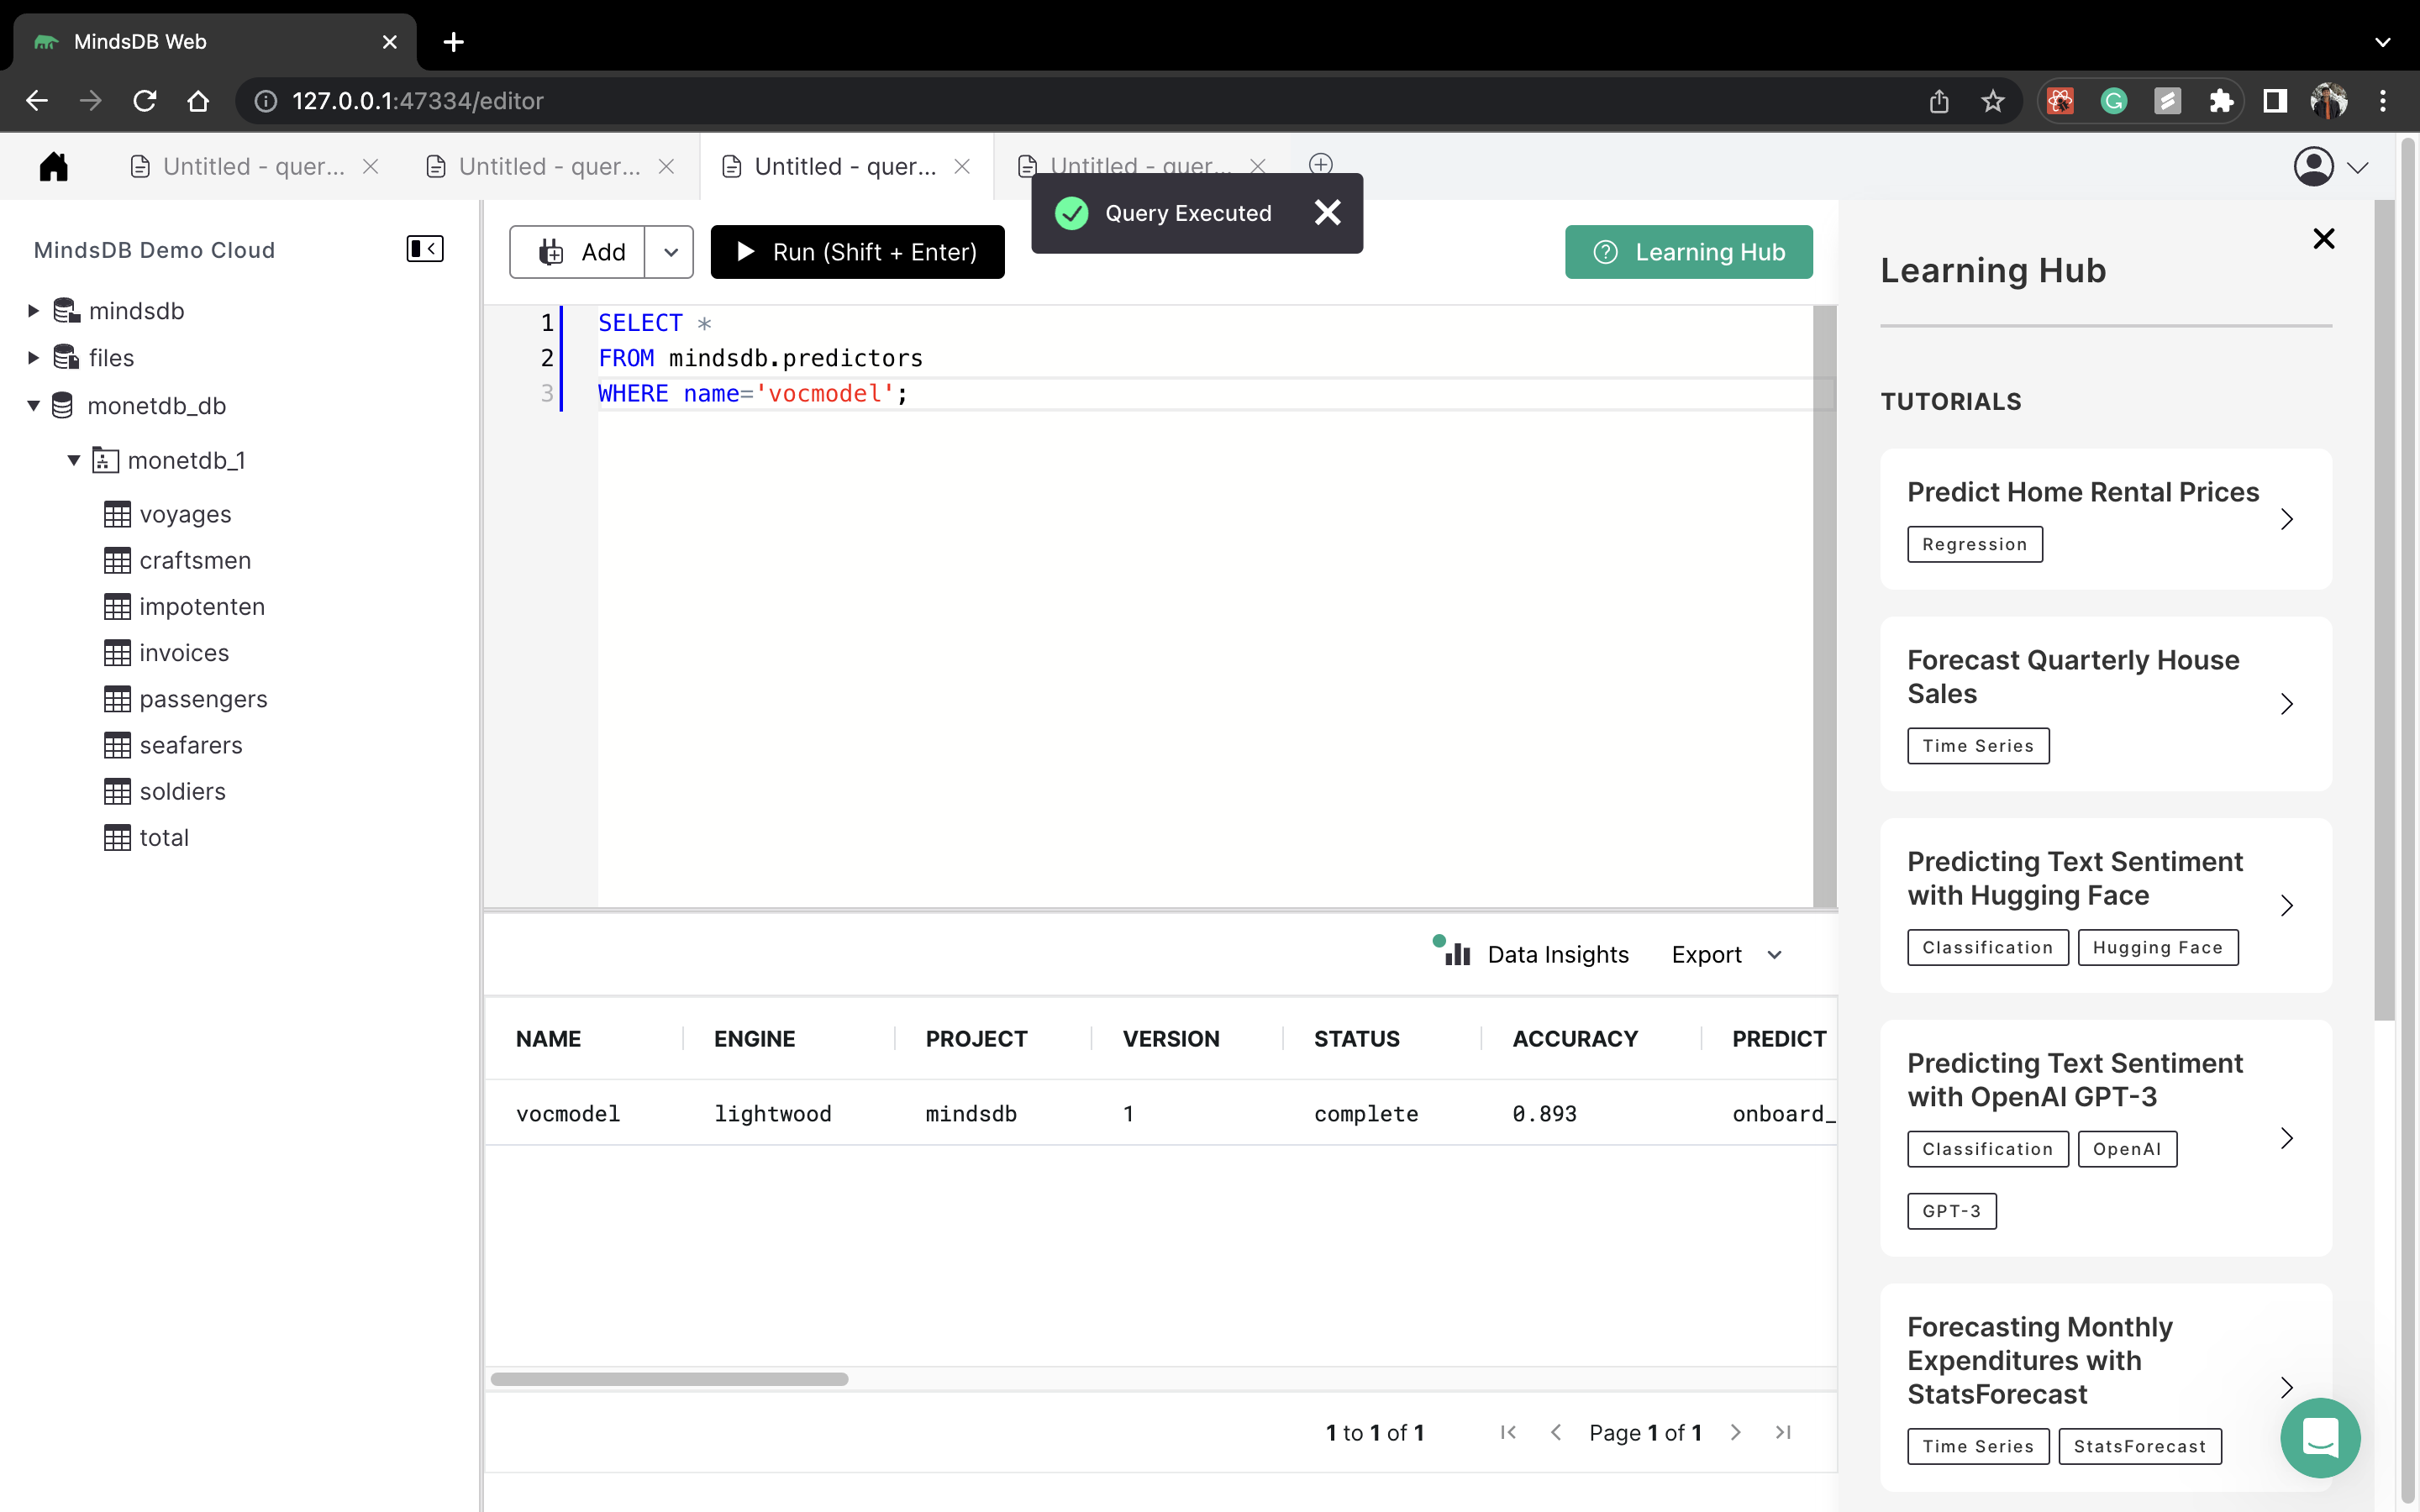 MindsDB Web
127.0.0.1:47334/editor
Untitled - quer...
Untitled - quer...
Untitled - quer...
Untitled - quer...
Query Executed
MindsDB Demo Cloud
mindsdb
files
monetdb_db
monetdb_1
voyages
craftsmen
impotenten
invoices
passengers
seafarers
soldiers
total
Add
Run (Shift + Enter)
Learning Hub
1 SELECT *
2 FROM mindsdb.predictors
3 WHERE name='vocmodel';
Data Insights
Export
NAME ENGINE PROJECT VERSION STATUS ACCURACY PREDICT
vocmodel lightwood mindsdb 1 complete 0.893 onboard_
1 to 1 of 1
Page 1 of 1
Learning Hub
TUTORIALS
Predict Home Rental Prices
Regression
Forecast Quarterly House
Sales
Time Series
Predicting Text Sentiment
with Hugging Face
Classification Hugging Face
Predicting Text Sentiment
with OpenAI GPT-3
Classification OpenAI
GPT-3
Forecasting Monthly
Expenditures with
StatsForecast
Time Series StatsForecast